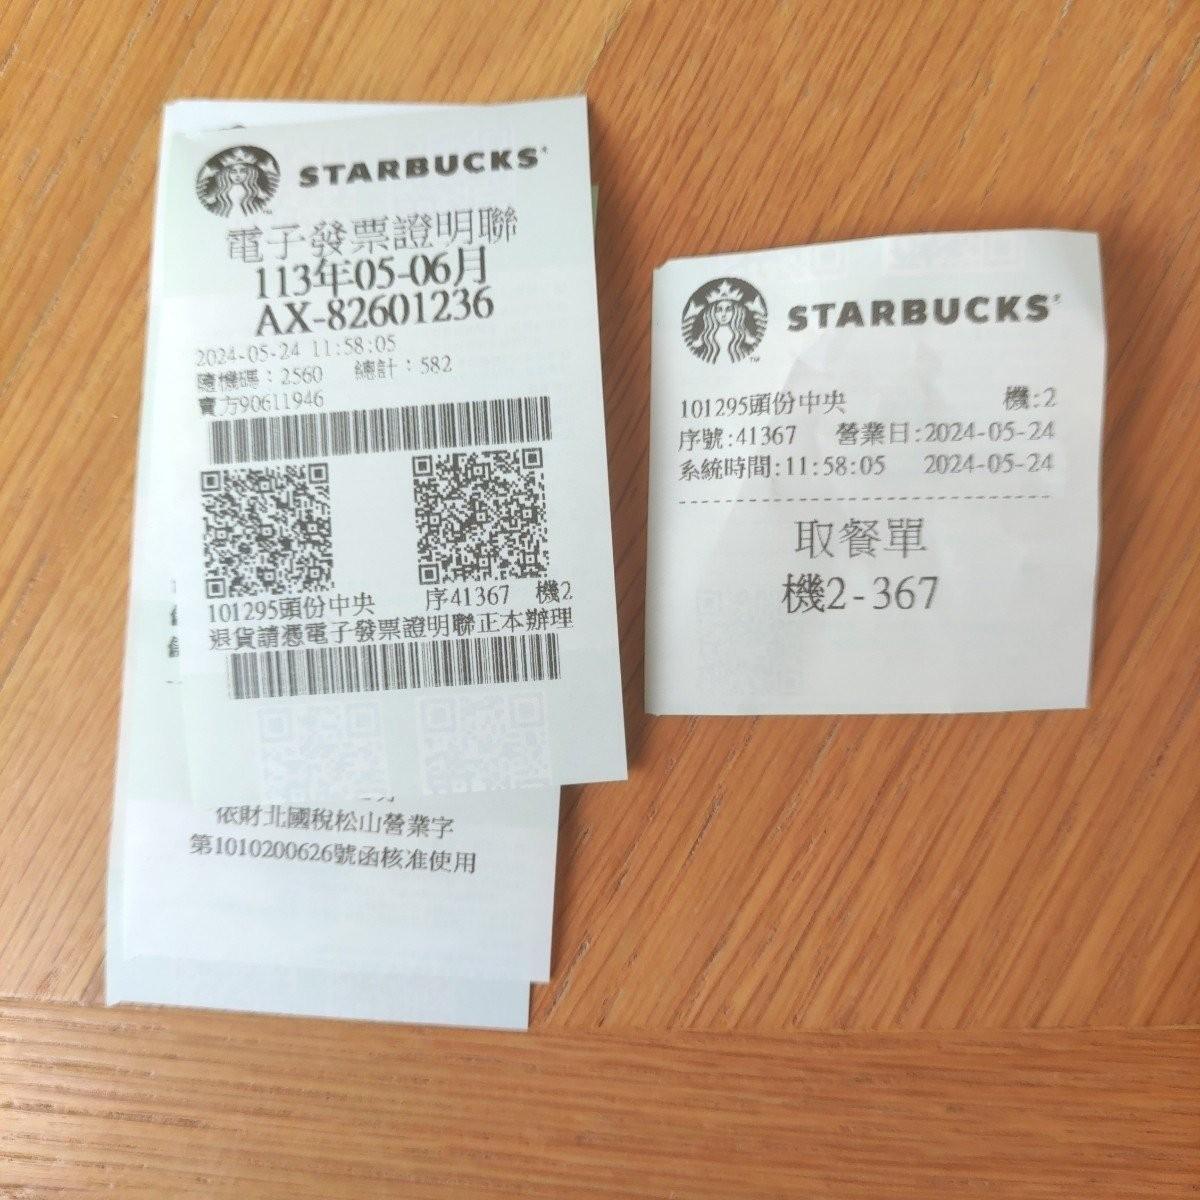 STARBUCKS
電子發票證明聯
113年05-06月
AX-82601236
2024-05-24 11:58:05
隨機碼：2560 總計：582
賣方90611946
101295頭份中央 序41367 機2
退貨請憑電子發票證明聯正本辦理
依財北國稅松山營業字
第1010200626號函核准使用
STARBUCKS
101295頭份中央 機:2
序號:41367 營業日:2024-05-24
系統時間:11:58:05 2024-05-24
取餐單
機2-367